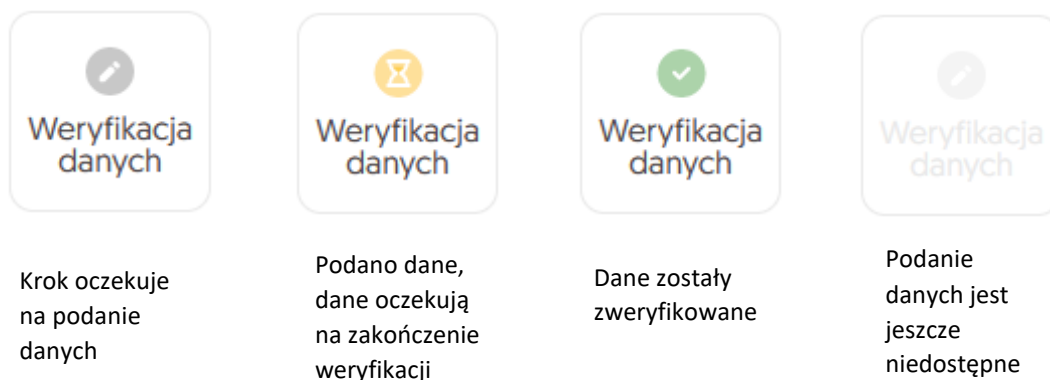 Weryfikacja
danych
Weryfikacja
danych
Weryfikacja
danych
Weryfikacja
danych
Krok oczekuje
na podanie
danych
Podano dane,
dane oczekują
na zakończenie
weryfikacji
Dane zostały
zweryfikowane
Podanie
danych jest
jeszcze
niedostępne